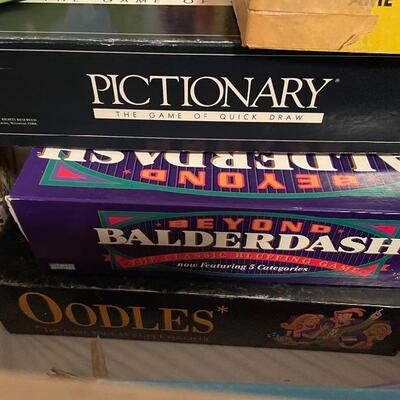 THE GAME OF
PICTIONARY®
THE GAME OF QUICK DRAW
BEYOND
BALDERDASH
BEYOND
BALDERDASH
THE CLASSIC BLUFFING GAME
now Featuring 5 Categories
OODLES*